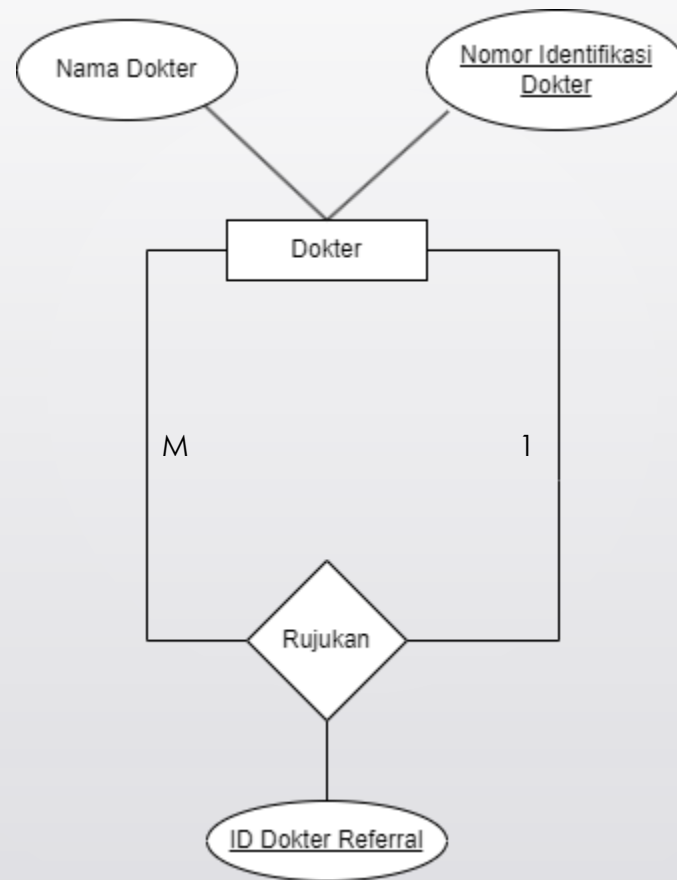 Nama Dokter
Nomor Identifikasi
Dokter
Dokter
M
1
Rujukan
ID Dokter Referral